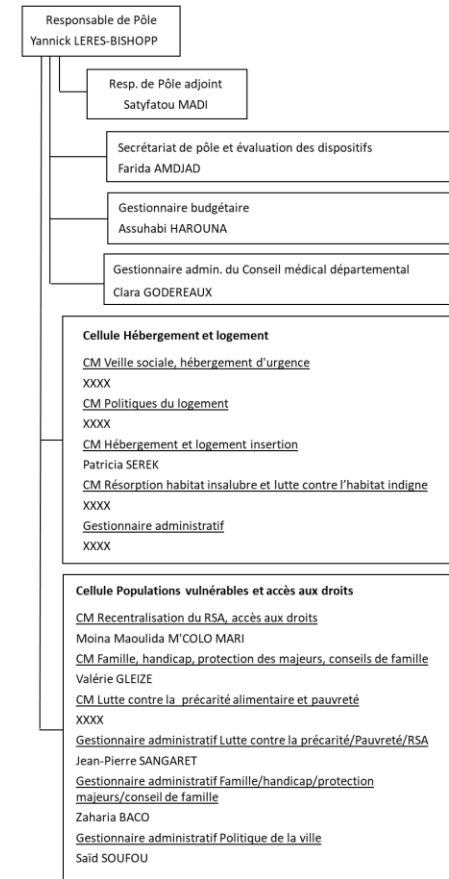 Responsable de Pôle
Yannick LERES-BISHOPP
Resp. de Pôle adjoint
Satyfatou MADI
Secrétariat de pôle et évaluation des dispositifs
Farida AMDJAD
Gestionnaire budgétaire
Assuhabi HAROUNA
Gestionnaire admin. du Conseil médical départemental
Clara GODEREAUX
Cellule Hébergement et logement
CM Veille sociale, hébergement d'urgence
XXXX
CM Politiques du logement
XXXX
CM Hébergement et logement insertion
Patricia SEREK
CM Résorption habitat insalubre et lutte contre l’habitat indigne
XXXX
Gestionnaire administratif
XXXX
Cellule Populations vulnérables et accès aux droits
CM Recentralisation du RSA, accès aux droits
Moina Maoulida M'COLO MARI
CM Famille, handicap, protection des majeurs, conseils de famille
Valérie GLEIZE
CM Lutte contre la précarité alimentaire et pauvreté
XXXX
Gestionnaire administratif Lutte contre la précarité/Pauvreté/RSA
Jean-Pierre SANGARET
Gestionnaire administratif Famille/handicap/protection
majeurs/conseil de famille
Zaharia BACO
Gestionnaire administratif Politique de la ville
Saïd SOUFOU